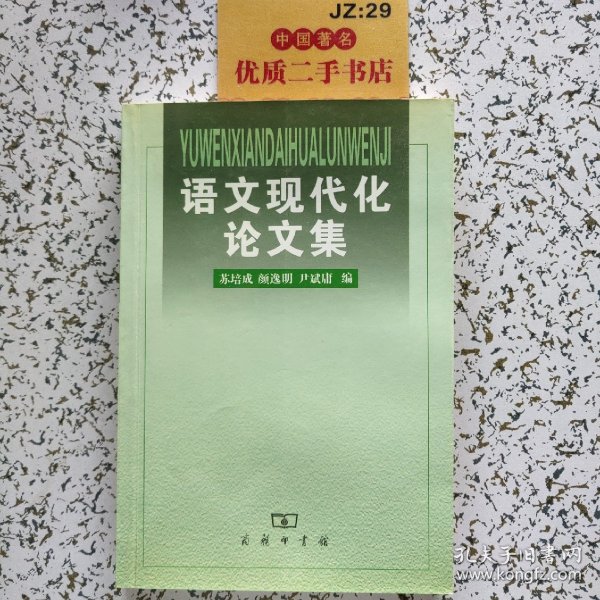 JZ:29
中国著名
优质二手书店
YUWENXIANDAIHUALUNWENJI
语文现代化
论文集
苏培成 颜逸明 尹斌庸 编
商務印書館
孔夫子旧书网
www.kongfz.com